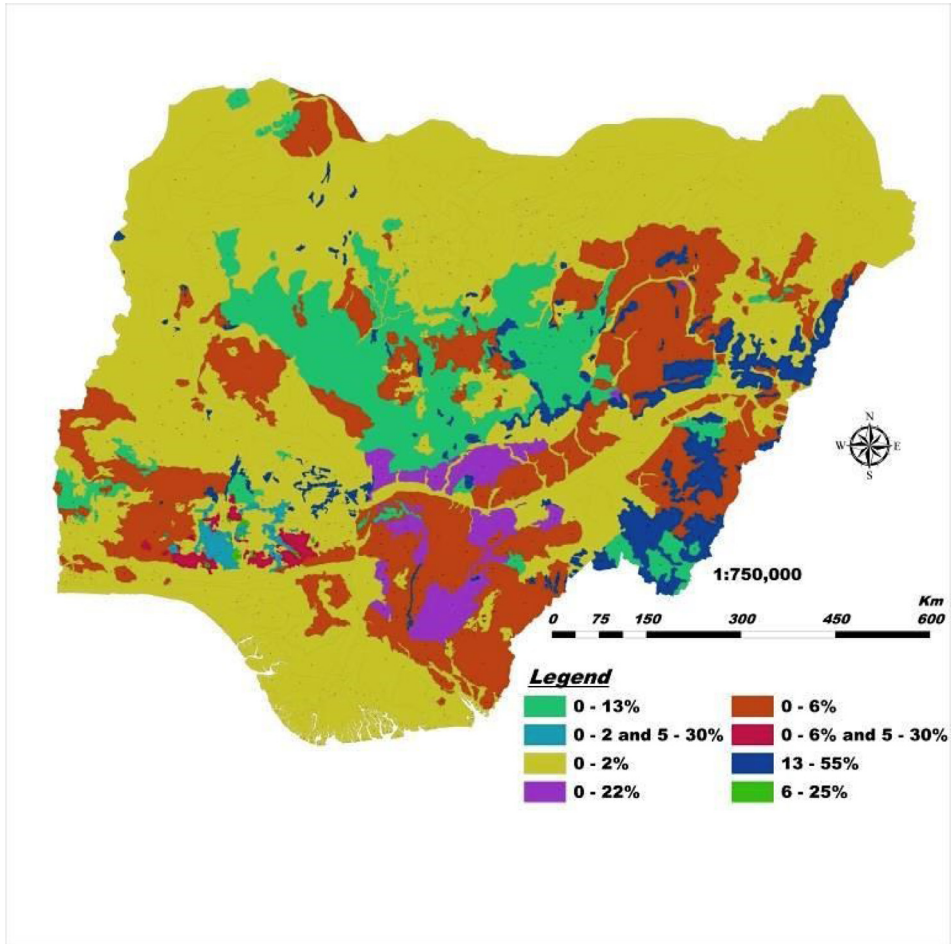 N
W E
S
1:750,000
Km
0 75 150 300 450 600
Legend
0 - 13% 0 - 6%
0 - 2 and 5 - 30% 0 - 6% and 5 - 30%
0 - 2% 13 - 55%
0 - 22% 6 - 25%